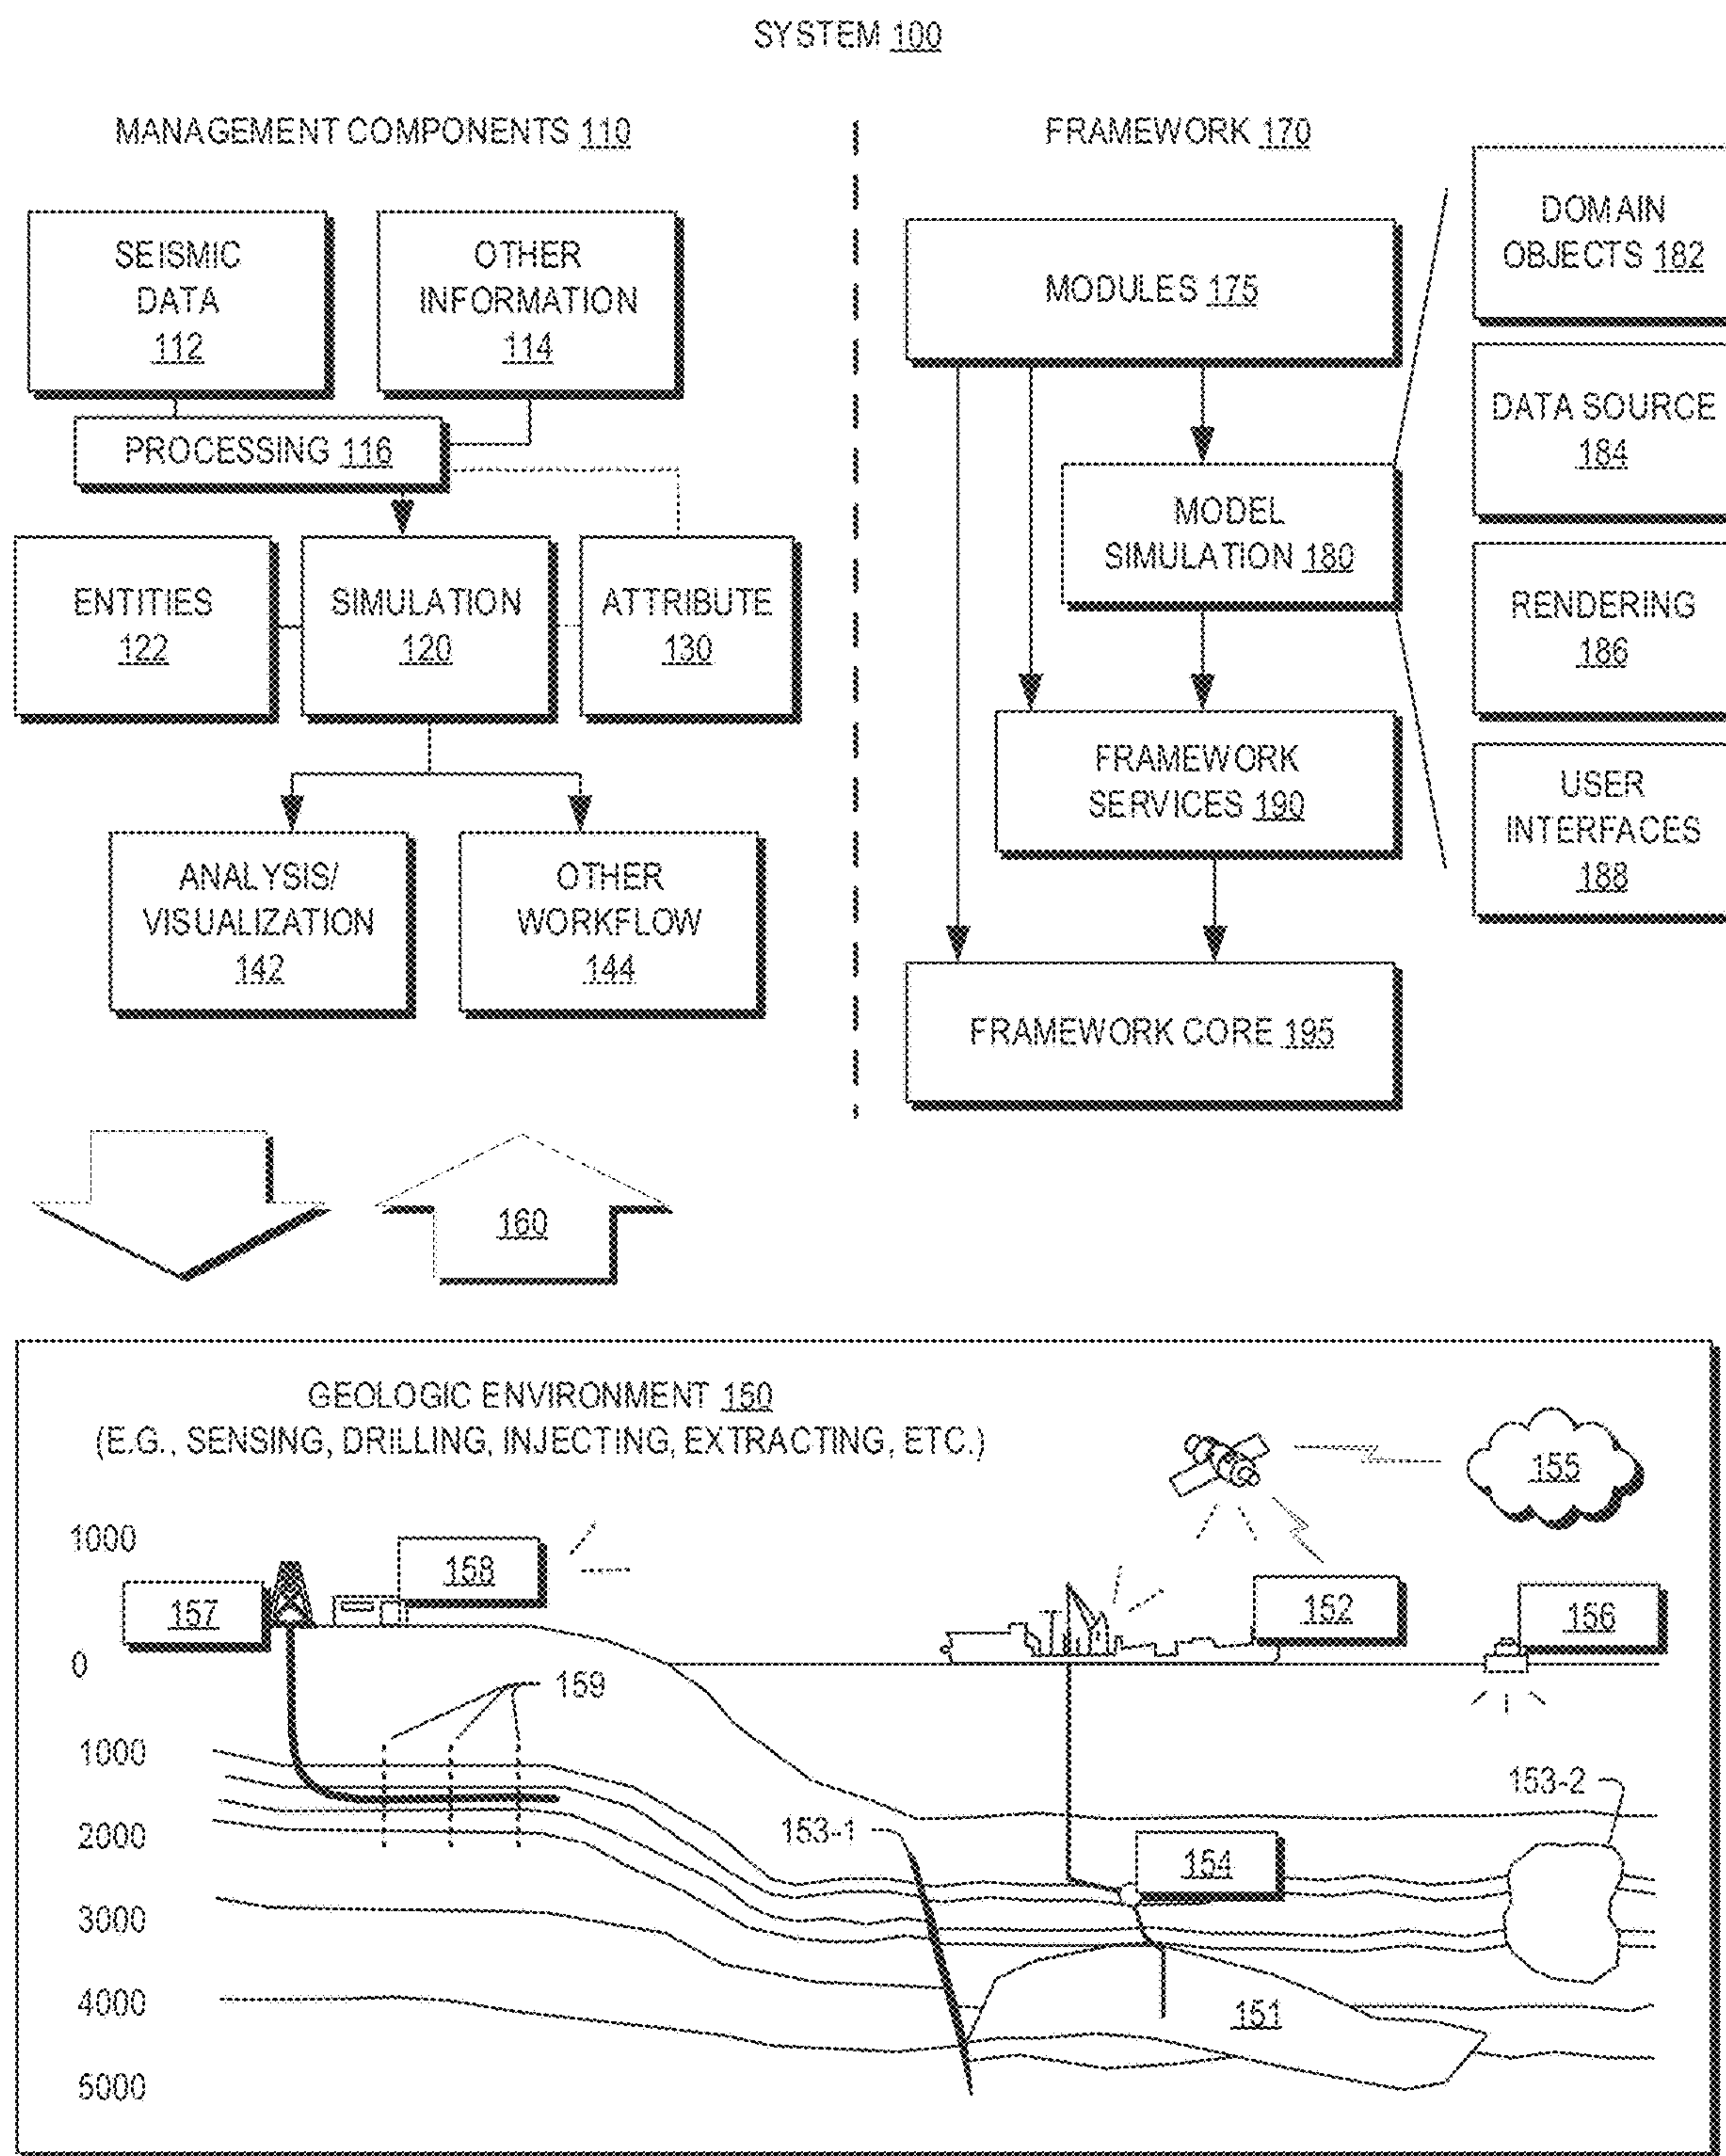 SYSTEM 100
MANAGEMENT COMPONENTS 110
SEISMIC
DATA
112
OTHER
INFORMATION
114
PROCESSING 116
ENTITIES
122
SIMULATION
120
ATTRIBUTE
130
ANALYSIS/
VISUALIZATION
142
OTHER
WORKFLOW
144
FRAMEWORK 170
MODULES 175
MODEL
SIMULATION 180
FRAMEWORK
SERVICES 190
FRAMEWORK CORE 195
DOMAIN
OBJECTS 182
DATA SOURCE
184
RENDERING
186
USER
INTERFACES
188
160
GEOLOGIC ENVIRONMENT 150
(E.G., SENSING, DRILLING, INJECTING, EXTRACTING, ETC.)
155
1000
158
157
152
156
0
159
1000
153-2
2000
153-1
154
3000
4000
151
5000